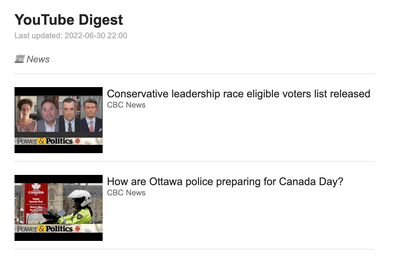 YouTube Digest
Last updated: 2022-06-30 22:00
News
Conservative leadership race eligible voters list released
CBC News
Power & Politics
How are Ottawa police preparing for Canada Day?
CBC News
CANADA
Power & Politics